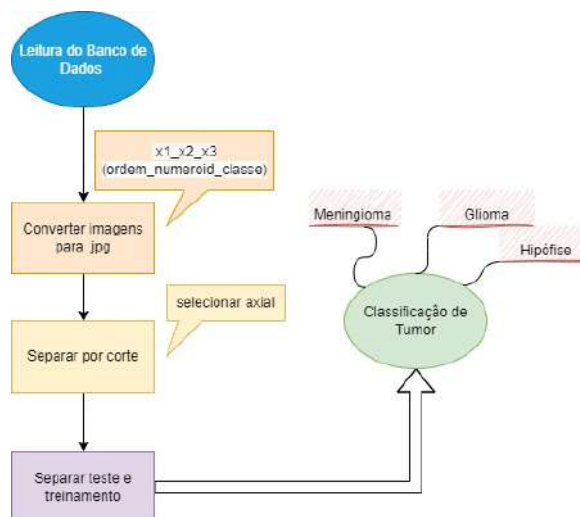 Leitura do Banco de
Dados
x1_x2_x3
(ordem_numeroid_classe)
Converter imagens
para .jpg
selecionar axial
Separar por corte
Separar teste e
treinamento
Meningioma
Glioma
Hipófise
Classificação de
Tumor